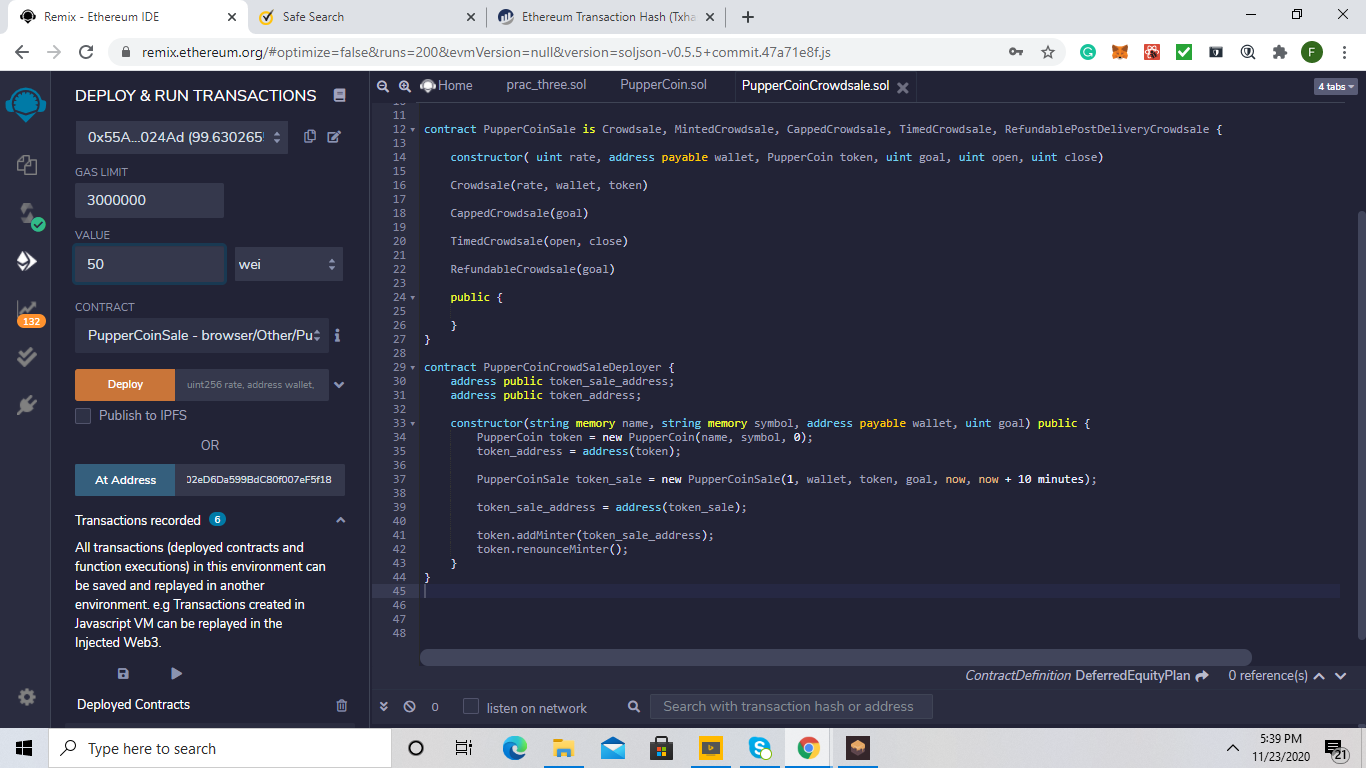 Remix - Ethereum IDE
Safe Search
Ethereum Transaction Hash (Txha
remix.ethereum.org/#optimize=false&runs=200&evmVersion=null&version=soljson-v0.5.5+commit.47a71e8f.js
F
DEPLOY & RUN TRANSACTIONS
0x55A...024Ad (99.630265
GAS LIMIT
3000000
VALUE
50
wei
CONTRACT
PupperCoinSale - browser/Other/Pu
i
Deploy
uint256 rate, address wallet,
Publish to IPFS
OR
At Address
02eD6Da599BdC80f007eF5f18
Transactions recorded 6
All transactions (deployed contracts and
function executions) in this environment can
be saved and replayed in another
environment. e.g Transactions created in
Javascript VM can be replayed in the
Injected Web3.
Deployed Contracts
132
Home
prac_three.sol
PupperCoin.sol
PupperCoinCrowdsale.sol
4 tabs
10
11
12 contract PupperCoinSale is Crowdsale, MintedCrowdsale, CappedCrowdsale, TimedCrowdsale, RefundablePostDeliveryCrowdsale {
13
14 constructor( uint rate, address payable wallet, PupperCoin token, uint goal, uint open, uint close)
15
16 Crowdsale(rate, wallet, token)
17
18 CappedCrowdsale(goal)
19
20 TimedCrowdsale(open, close)
21
22 RefundableCrowdsale(goal)
23
24 public {
25
26 }
27 }
28
29 contract PupperCoinCrowdSaleDeployer {
30 address public token_sale_address;
31 address public token_address;
32
33 constructor(string memory name, string memory symbol, address payable wallet, uint goal) public {
34 PupperCoin token = new PupperCoin(name, symbol, 0);
35 token_address = address(token);
36
37 PupperCoinSale token_sale = new PupperCoinSale(1, wallet, token, goal, now, now + 10 minutes);
38
39 token_sale_address = address(token_sale);
40
41 token.addMinter(token_sale_address);
42 token.renounceMinter();
43 }
44 }
45
46
47
48
ContractDefinition DeferredEquityPlan
0 reference(s)
0
listen on network
Search with transaction hash or address
Type here to search
5:39 PM
11/23/2020
21